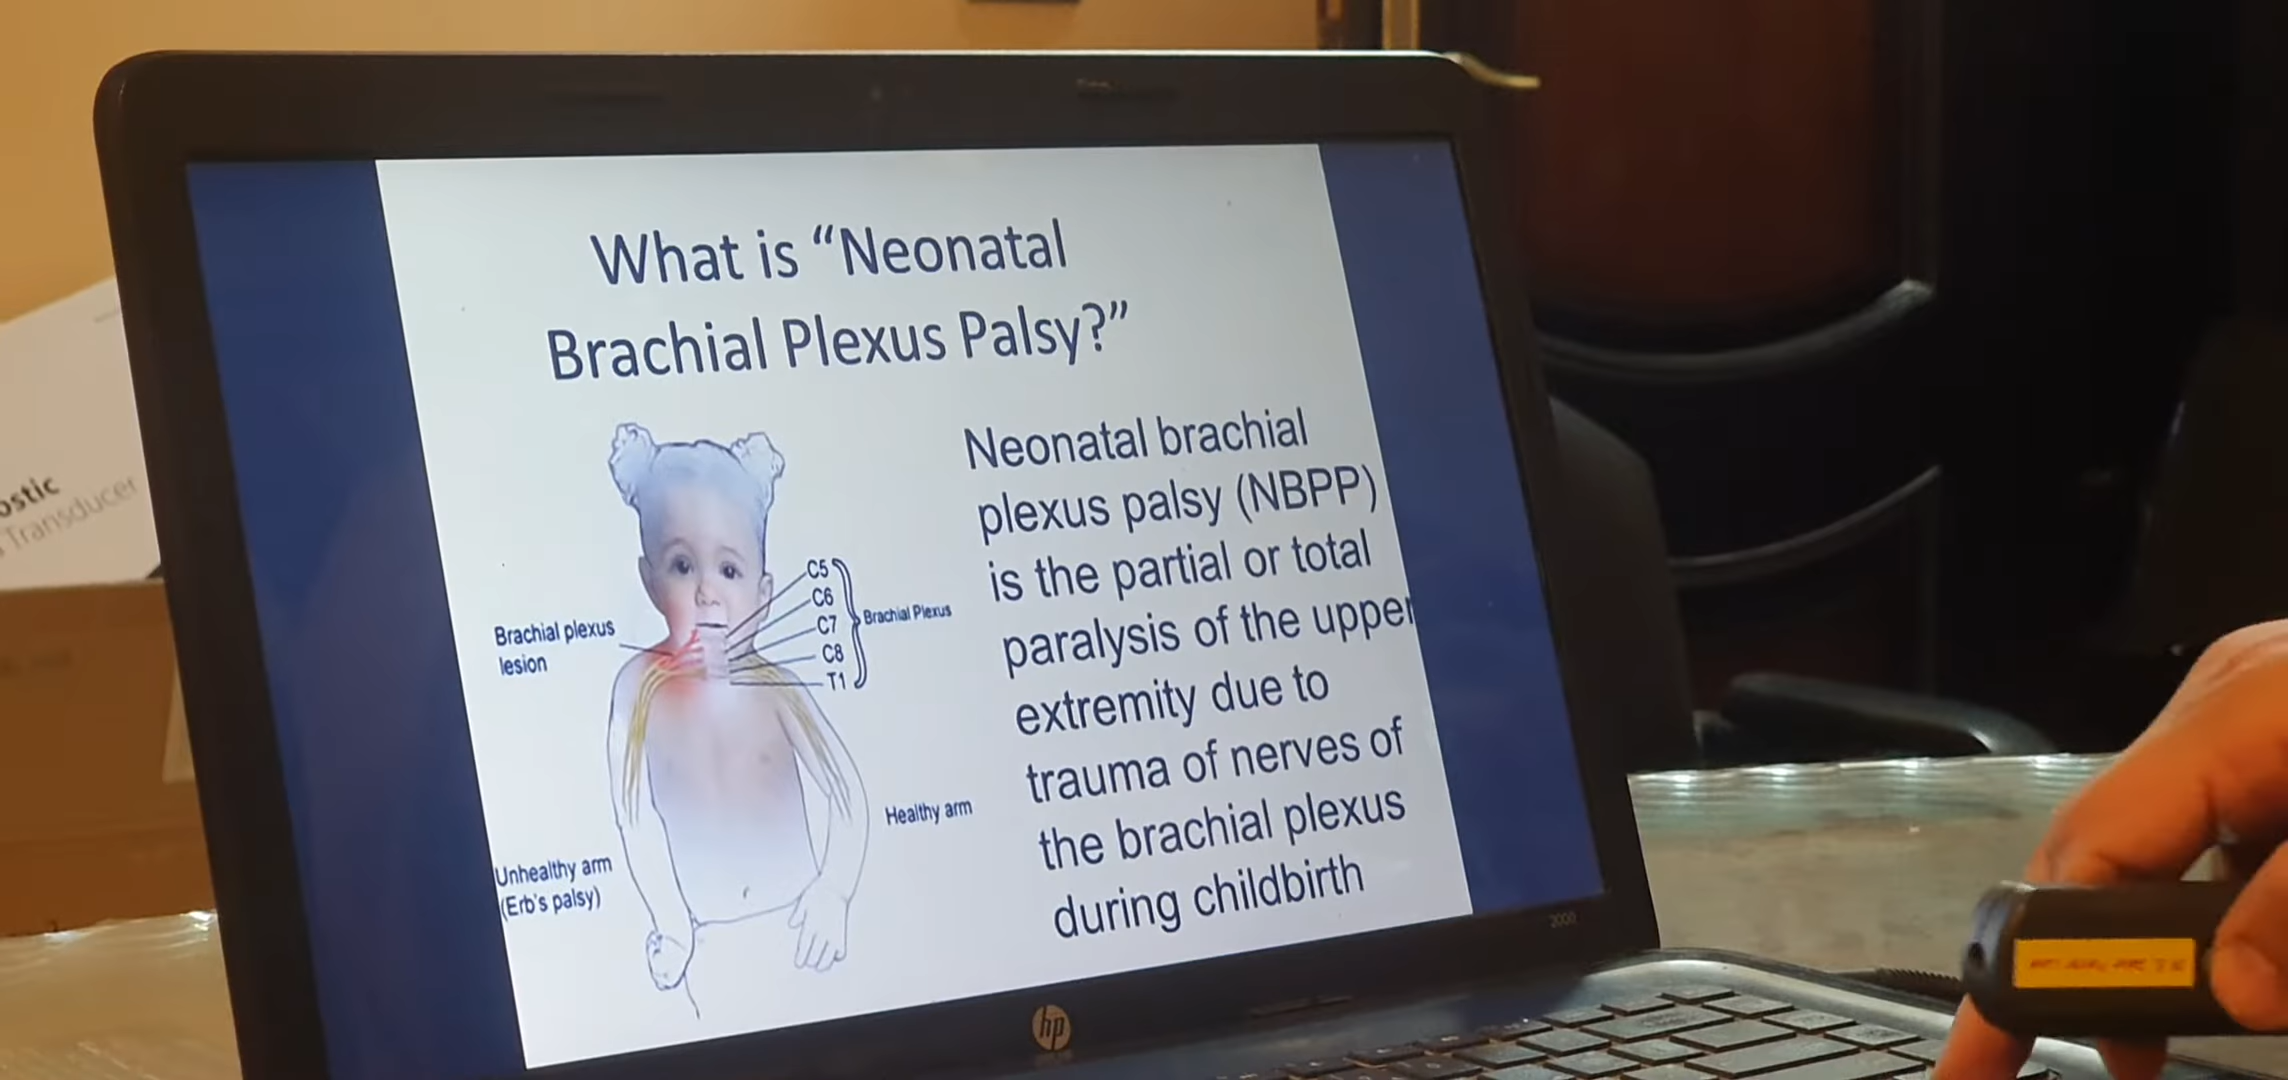 What is “Neonatal
Brachial Plexus Palsy?”
Neonatal brachial
plexus palsy (NBPP)
is the partial or total
paralysis of the upper
extremity due to
trauma of nerves of
the brachial plexus
during childbirth
C5
C6
C7
C8
T1
Brachial Plexus
Brachial plexus
lesion
Healthy arm
Unhealthy arm
(Erb's palsy)
ostic
Transducer
2000
hp